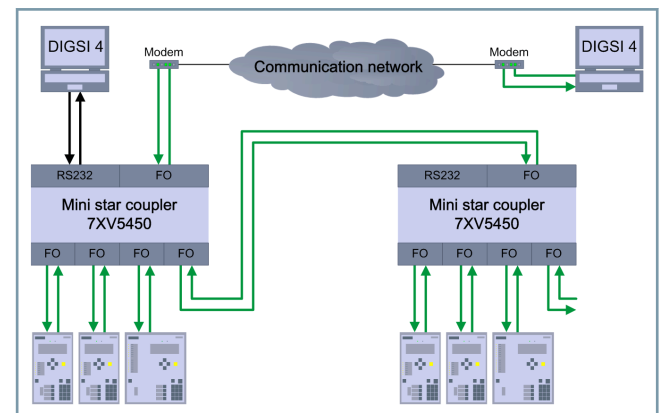 DIGSI 4
Modem
Communication network
Modem
DIGSI 4
RS232 FO
Mini star coupler
7XV5450
FO FO FO FO
RS232 FO
Mini star coupler
7XV5450
FO FO FO FO